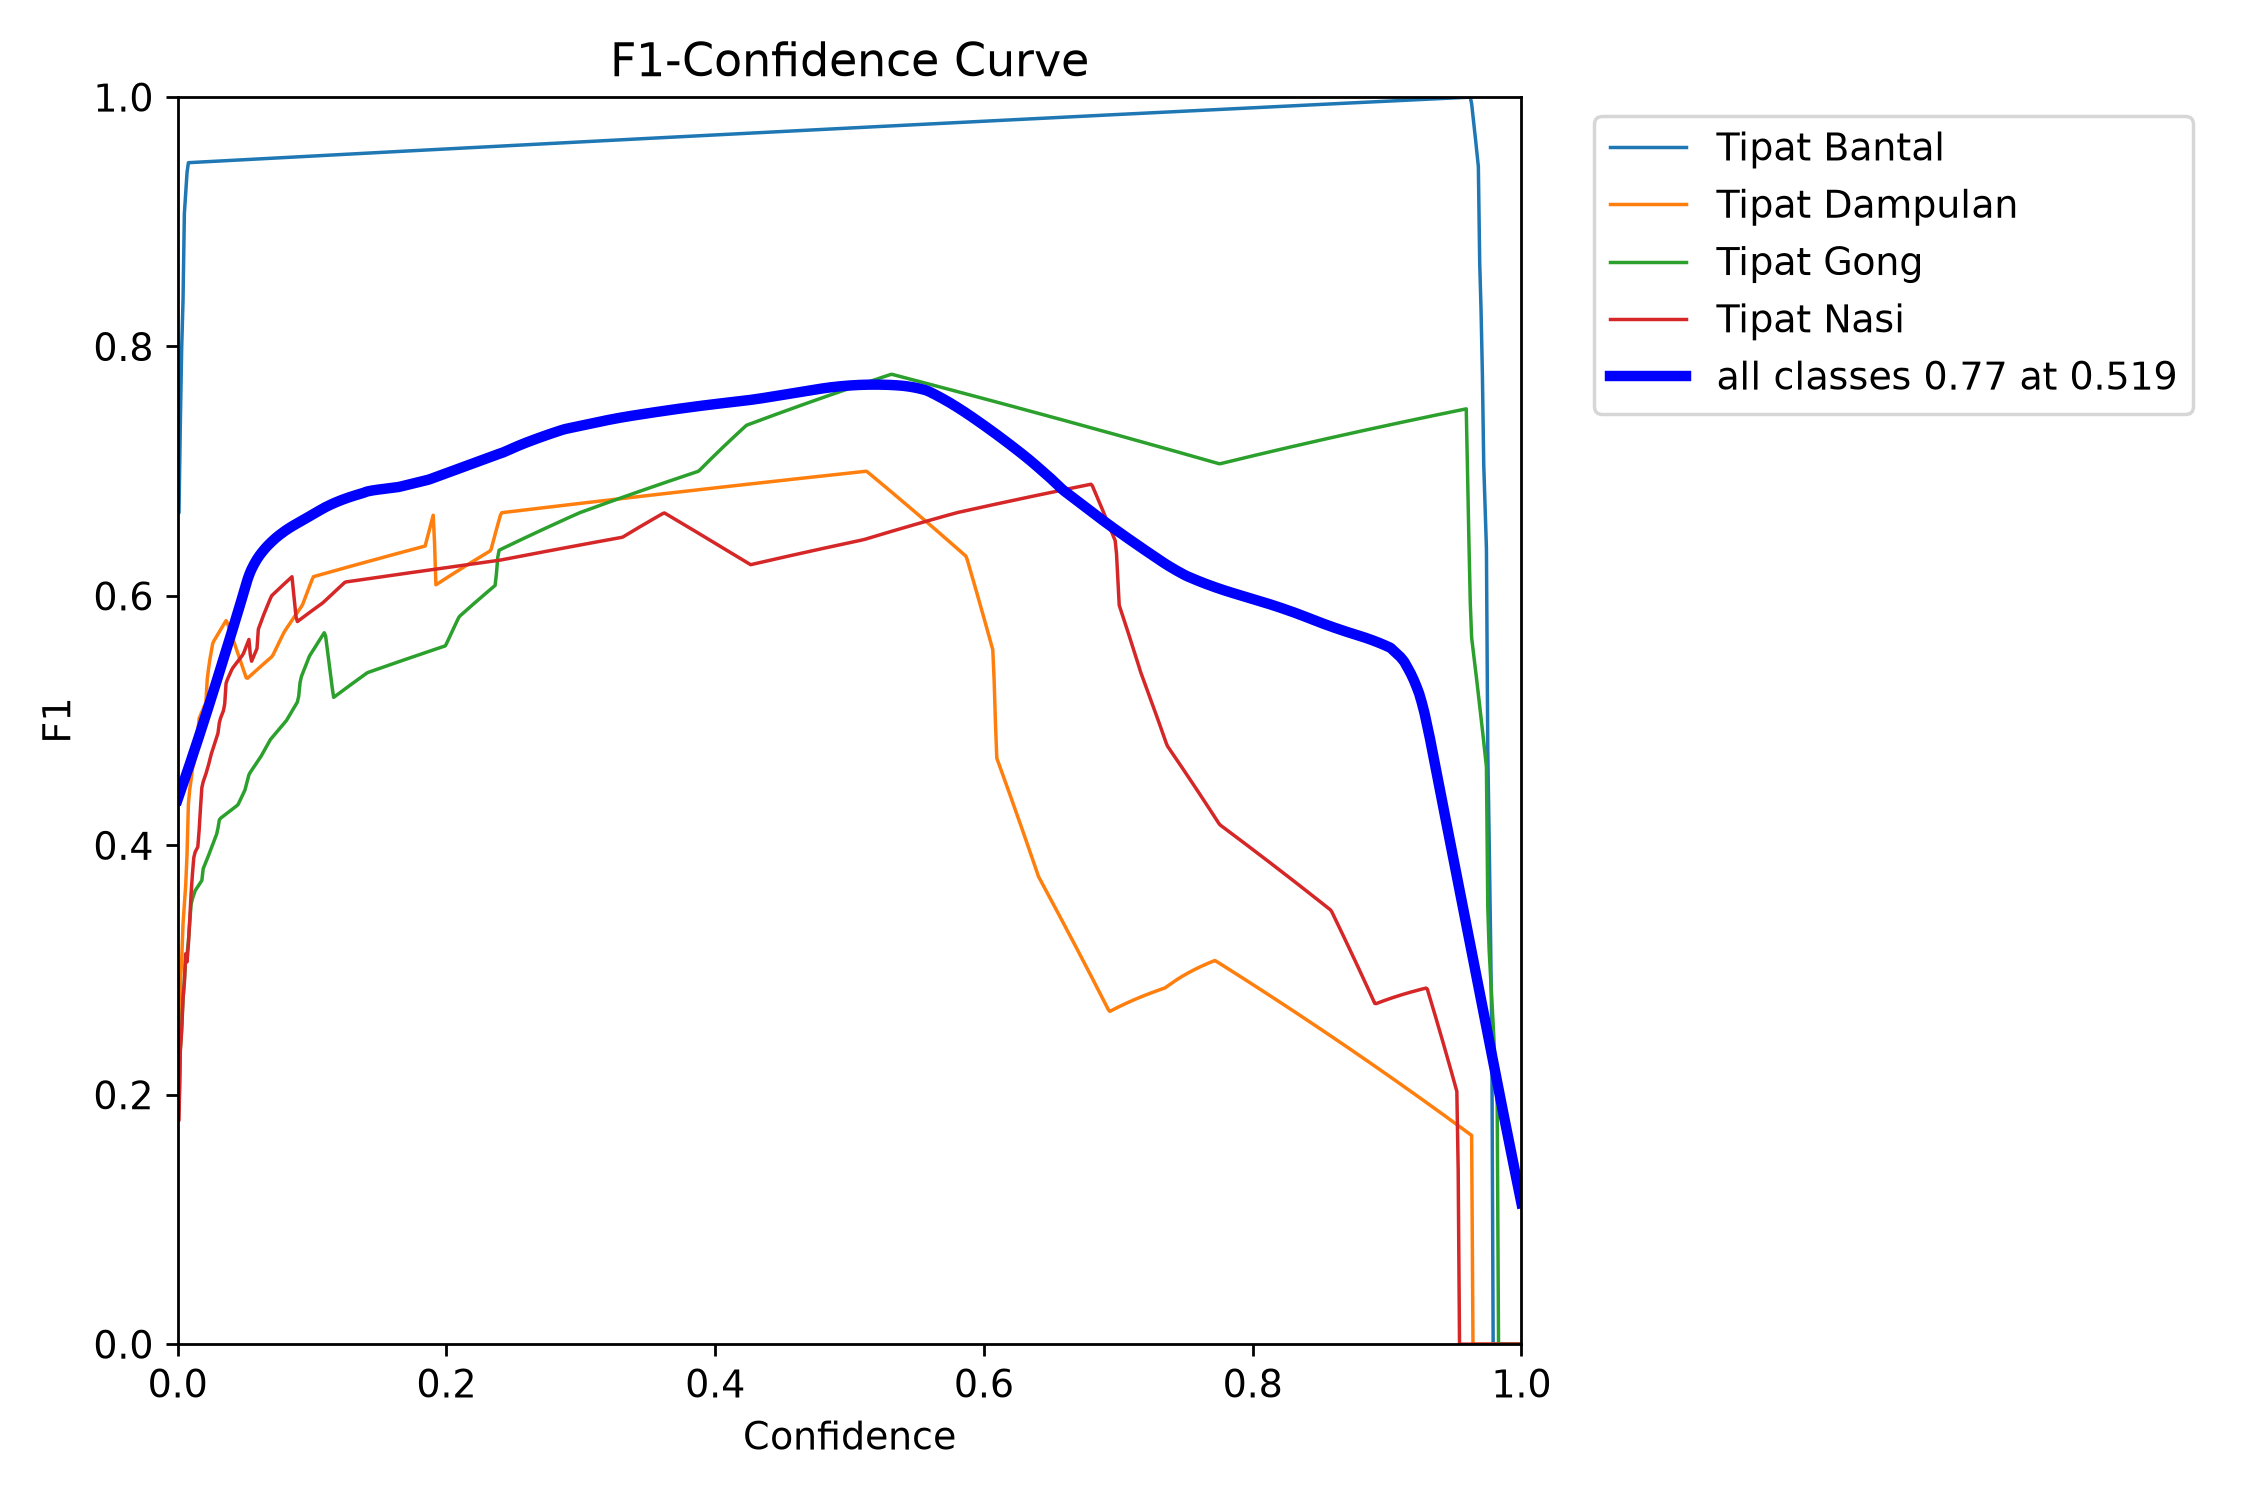 F1-Confidence Curve
1.0
0.8
0.6
0.4
0.2
0.0
F1
0.0 0.2 0.4 0.6 0.8 1.0
Confidence
Tipat Bantal
Tipat Dampulan
Tipat Gong
Tipat Nasi
all classes 0.77 at 0.519